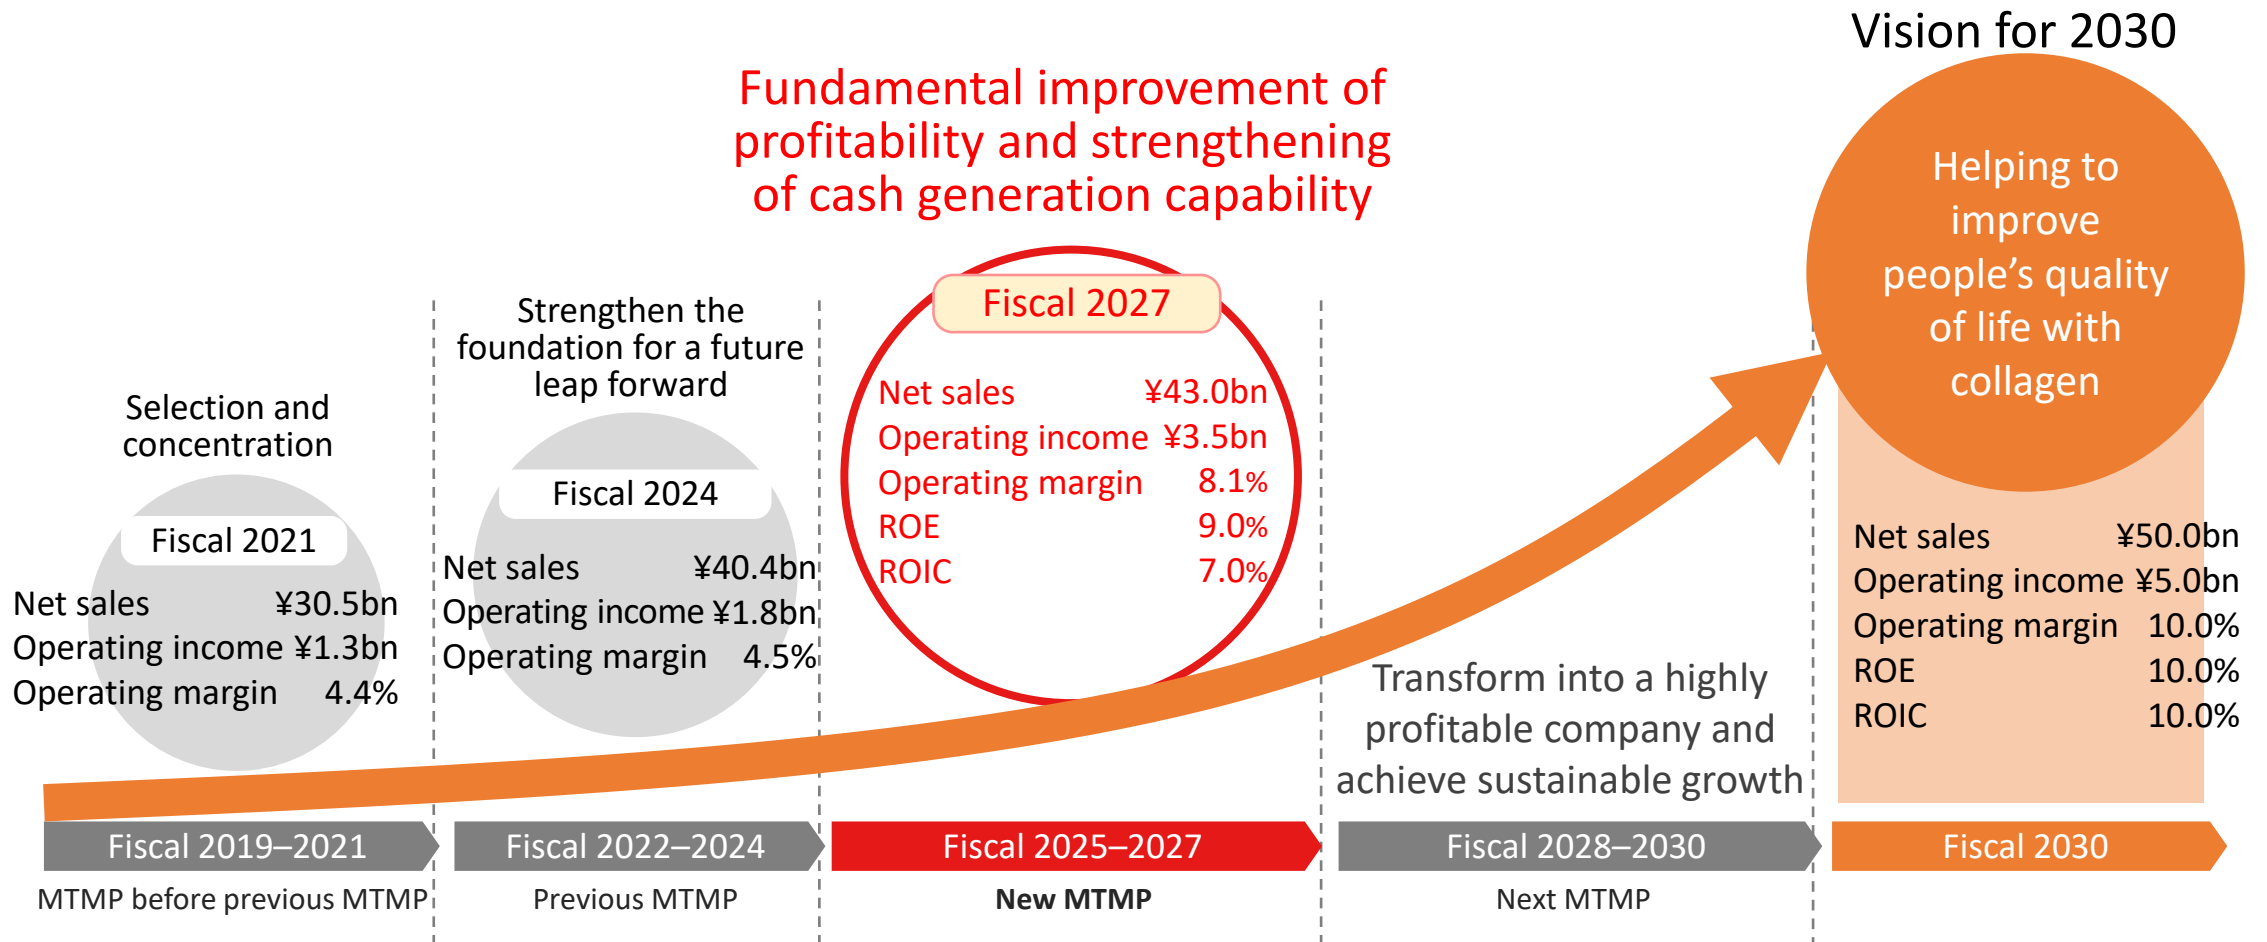 Vision for 2030
Fundamental improvement of
profitability and strengthening
of cash generation capability
Helping to
improve
people's quality
of life with
collagen
Selection and
concentration
Fiscal 2021
Net sales ¥30.5bn
Operating income ¥1.3bn
Operating margin 4.4%
Strengthen the
foundation for a future
leap forward
Fiscal 2024
Net sales ¥40.4bn
Operating income ¥1.8bn
Operating margin 4.5%
Fiscal 2027
Net sales ¥43.0bn
Operating income ¥3.5bn
Operating margin 8.1%
ROE 9.0%
ROIC 7.0%
Transform into a highly
profitable company and
achieve sustainable growth
Net sales ¥50.0bn
Operating income ¥5.0bn
Operating margin 10.0%
ROE 10.0%
ROIC 10.0%
Fiscal 2019–2021
Fiscal 2022–2024
Fiscal 2025–2027
Fiscal 2028–2030
Fiscal 2030
MTMP before previous MTMP
Previous MTMP
New MTMP
Next MTMP